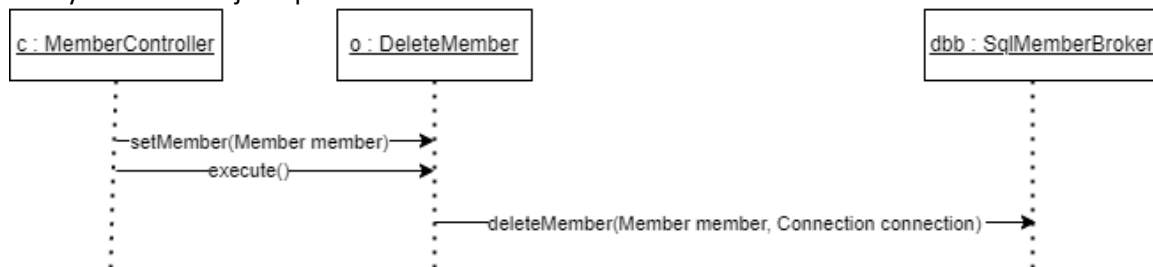 c : MemberController
o : DeleteMember
dbb : SqlMemberBroker
setMember(Member member)
execute()
deleteMember(Member member, Connection connection)